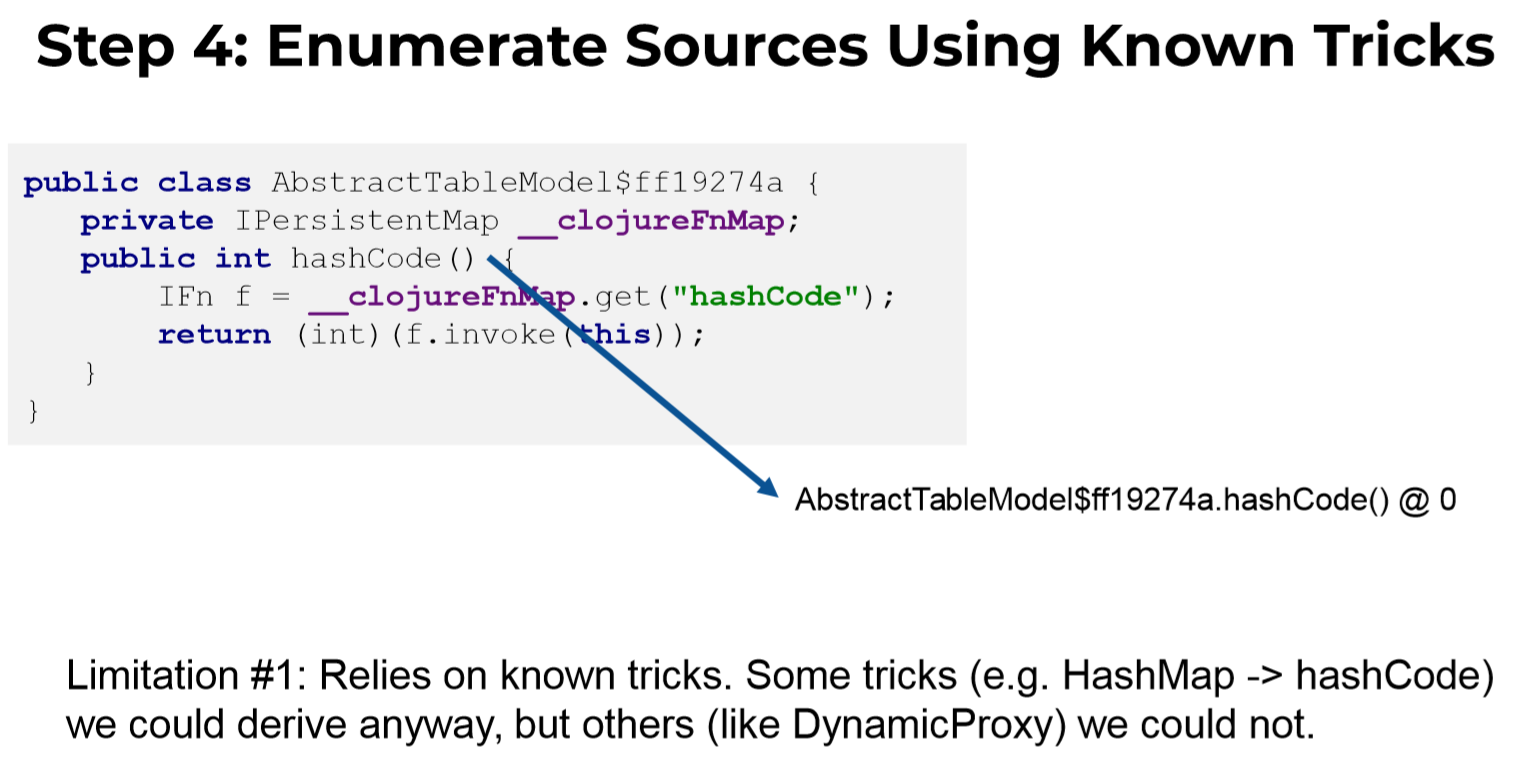 Step 4: Enumerate Sources Using Known Tricks
public class AbstractTableModel$ff19274a {
private IPersistentMap __clojureFnMap;
public int hashCode() {
IFn f = __clojureFnMap.get("hashCode");
return (int)(f.invoke(this));
}
}
AbstractTableModel$ff19274a.hashCode() @ 0
Limitation #1: Relies on known tricks. Some tricks (e.g. HashMap -> hashCode)
we could derive anyway, but others (like DynamicProxy) we could not.